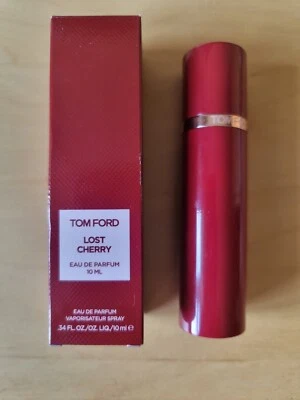 TOM FORD
LOST
CHERRY
EAU DE PARFUM
10 ML
EAU DE PARFUM
VAPORISATEUR SPRAY
.34 FL. OZ./OZ. LIQ./10 ml ℮
TOM